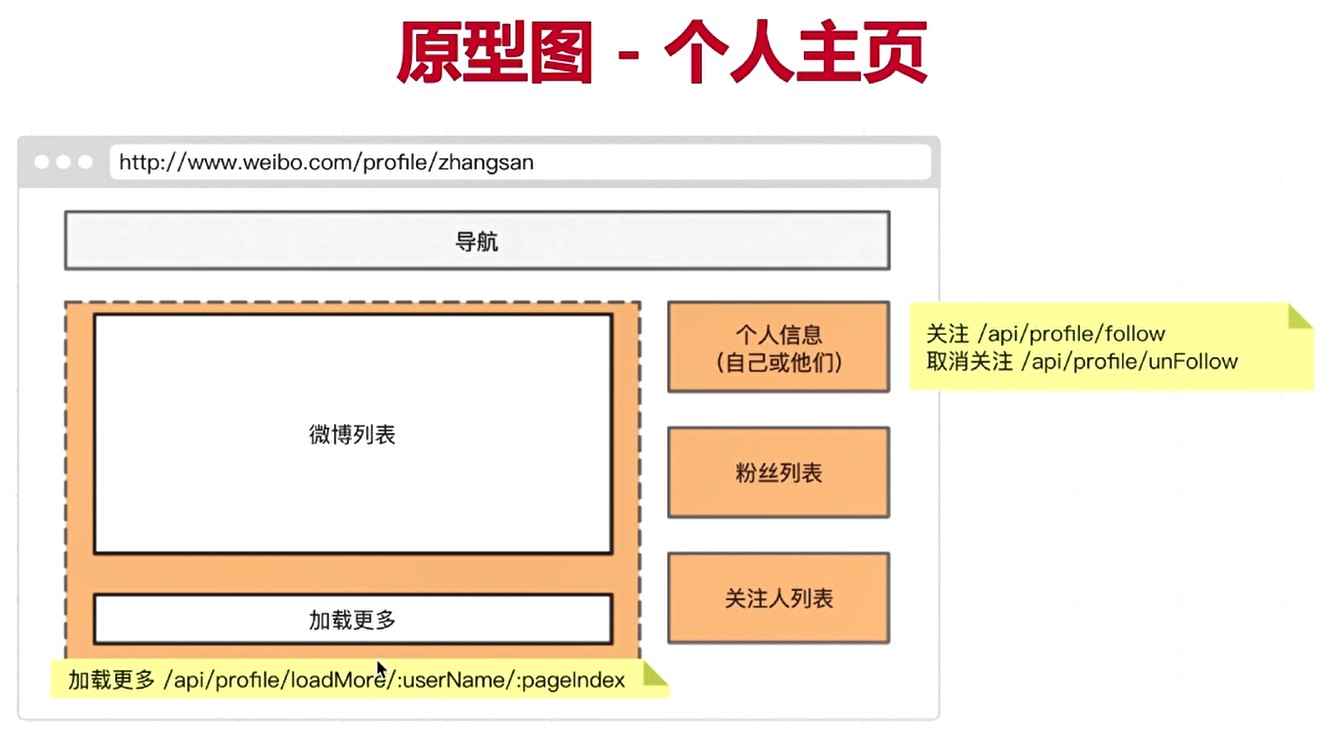 原型图 - 个人主页
http://www.weibo.com/profile/zhangsan
导航
微博列表
加载更多
加载更多 /api/profile/loadMore/:userName/:pageIndex
个人信息
（自己或他们）
关注 /api/profile/follow
取消关注 /api/profile/unFollow
粉丝列表
关注人列表